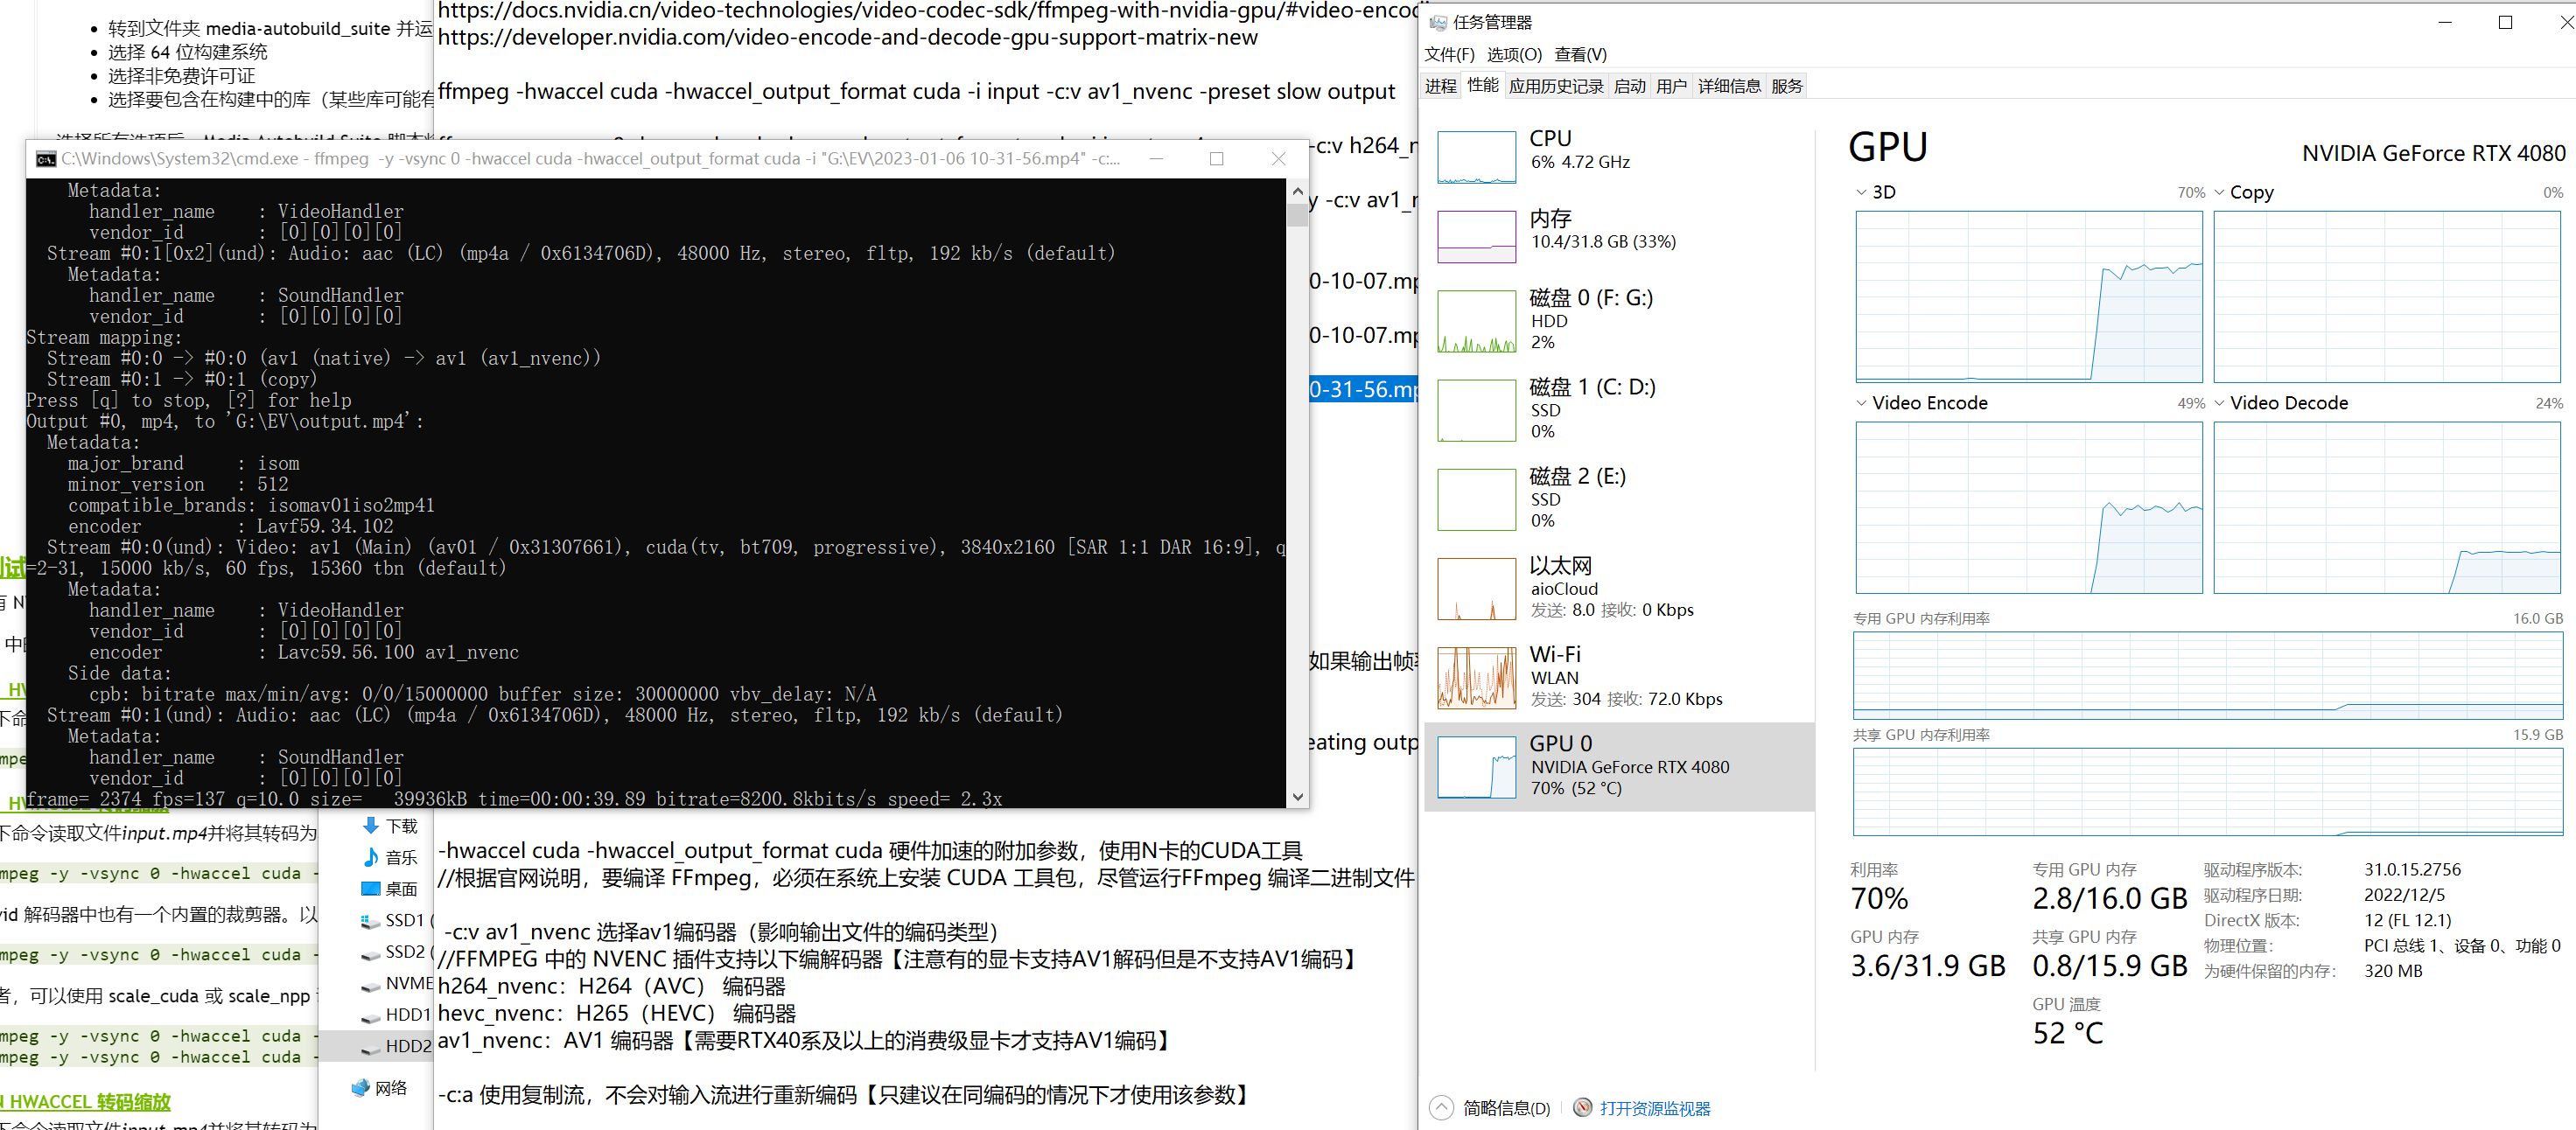 转到文件夹 media-autobuild_suite 并运
选择 64 位构建系统
选择非免费许可证
选择要包含在构建中的库（某些库可能有
试
有 N
中
HW
HWACCEL 转码缩放
下命令读取文件input.mp4并将其转码为
mpeg -y -vsync 0 -hwaccel cuda -
vid 解码器中也有一个内置的裁剪器。以
mpeg -y -vsync 0 -hwaccel cuda -
者，可以使用 scale_cuda 或 scale_npp
mpeg -y -vsync 0 -hwaccel cuda -
mpeg -y -vsync 0 -hwaccel cuda -
N HWACCEL 转码缩放
下命令读取文件input.mp4并将其转码为
https://docs.nvidia.cn/video-technologies/video-codec-sdk/ffmpeg-with-nvidia-gpu/#video-encodi
https://developer.nvidia.com/video-encode-and-decode-gpu-support-matrix-new
ffmpeg -hwaccel cuda -hwaccel_output_format cuda -i input -c:v av1_nvenc -preset slow output
-c:v h264_n
y -c:v av1_n
0-10-07.mp
0-10-07.mp
0-31-56.mp
如果输出帧
eating outp
C:\Windows\System32\cmd.exe - ffmpeg  -y -vsync 0 -hwaccel cuda -hwaccel_output_format cuda -i "G:\EV\2023-01-06 10-31-56.mp4" -c:...
Metadata:
handler_name    : VideoHandler
vendor_id       : [0][0][0][0]
Stream #0:1[0x2](und): Audio: aac (LC) (mp4a / 0x6134706D), 48000 Hz, stereo, fltp, 192 kb/s (default)
Metadata:
handler_name    : SoundHandler
vendor_id       : [0][0][0][0]
Stream mapping:
Stream #0:0 -> #0:0 (av1 (native) -> av1 (av1_nvenc))
Stream #0:1 -> #0:1 (copy)
Press [q] to stop, [?] for help
Output #0, mp4, to 'G:\EV\output.mp4':
Metadata:
major_brand     : isom
minor_version   : 512
compatible_brands: isomav01iso2mp41
encoder         : Lavf59.34.102
Stream #0:0(und): Video: av1 (Main) (av01 / 0x31307661), cuda(tv, bt709, progressive), 3840x2160 [SAR 1:1 DAR 16:9], q
=2-31, 15000 kb/s, 60 fps, 15360 tbn (default)
Metadata:
handler_name    : VideoHandler
vendor_id       : [0][0][0][0]
encoder         : Lavc59.56.100 av1_nvenc
Side data:
cpb: bitrate max/min/avg: 0/0/15000000 buffer size: 30000000 vbv_delay: N/A
Stream #0:1(und): Audio: aac (LC) (mp4a / 0x6134706D), 48000 Hz, stereo, fltp, 192 kb/s (default)
Metadata:
handler_name    : SoundHandler
vendor_id       : [0][0][0][0]
frame= 2374 fps=137 q=10.0 size=   39936kB time=00:00:39.89 bitrate=8200.8kbits/s speed= 2.3x
下载
音乐
桌面
SSD1 (
SSD2 (
NVME
HDD1
HDD2
网络
-hwaccel cuda -hwaccel_output_format cuda 硬件加速的附加参数，使用N卡的CUDA工具
//根据官网说明，要编译 FFmpeg，必须在系统上安装 CUDA 工具包，尽管运行FFmpeg 编译二进制文件
-c:v av1_nvenc 选择av1编码器（影响输出文件的编码类型）
//FFMPEG 中的 NVENC 插件支持以下编解码器【注意有的显卡支持AV1解码但是不支持AV1编码】
h264_nvenc：H264（AVC） 编码器
hevc_nvenc：H265（HEVC） 编码器
av1_nvenc：AV1 编码器【需要RTX40系及以上的消费级显卡才支持AV1编码】
-c:a 使用复制流，不会对输入流进行重新编码【只建议在同编码的情况下才使用该参数】
任务管理器
文件(F) 选项(O) 查看(V)
进程 性能 应用历史记录 启动 用户 详细信息 服务
CPU
6% 4.72 GHz
内存
10.4/31.8 GB (33%)
磁盘 0 (F: G:)
HDD
2%
磁盘 1 (C: D:)
SSD
0%
磁盘 2 (E:)
SSD
0%
以太网
aioCloud
发送: 8.0 接收: 0 Kbps
Wi-Fi
WLAN
发送: 304 接收: 72.0 Kbps
GPU 0
NVIDIA GeForce RTX 4080
70% (52 °C)
GPU
NVIDIA GeForce RTX 4080
3D 70%
Copy 0%
Video Encode 49%
Video Decode 24%
专用 GPU 内存利用率 16.0 GB
共享 GPU 内存利用率 15.9 GB
利用率
70%
专用 GPU 内存
2.8/16.0 GB
GPU 内存
3.6/31.9 GB
共享 GPU 内存
0.8/15.9 GB
GPU 温度
52 °C
驱动程序版本: 31.0.15.2756
驱动程序日期: 2022/12/5
DirectX 版本: 12 (FL 12.1)
物理位置: PCI 总线 1、设备 0、功能 0
为硬件保留的内存: 320 MB
简略信息(D)
打开资源监视器